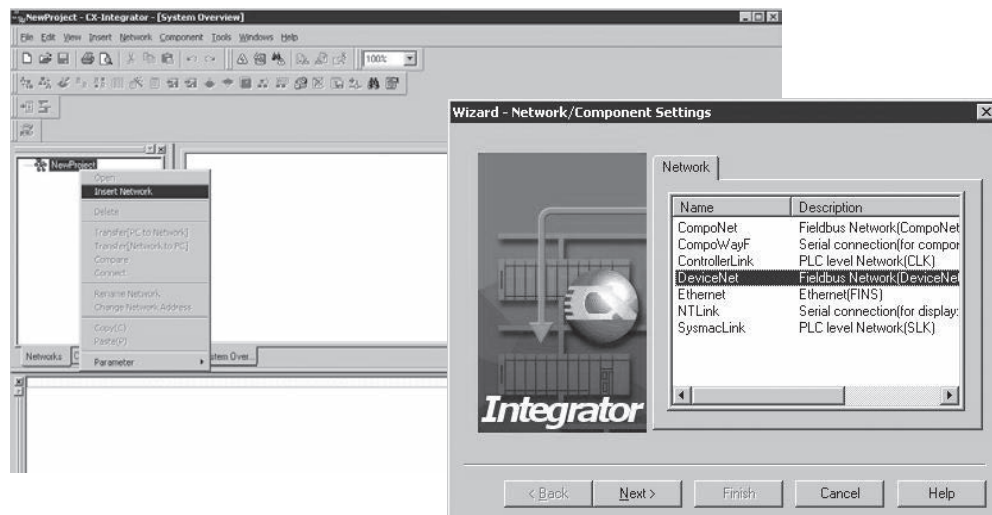 NewProject - CX-Integrator - [System Overview]
File Edit View Insert Network Component Tools Windows Help
100%
NewProject
Open
Insert Network
Delete
Transfer[PC to Network]
Transfer[Network to PC]
Compare
Connect
Rename Network
Change Network Address
Copy(C)
Paste(P)
Parameter
Networks
stem Over...
Wizard - Network/Component Settings
Network
Name Description
CompoNet Fieldbus Network(CompoNet
CompoWayF Serial connection(for compor
ControllerLink PLC level Network(CLK)
DeviceNet Fieldbus Network(DeviceNet
Ethernet Ethernet(FINS)
NTLink Serial connection(for display:
SysmacLink PLC level Network(SLK)
CX
Integrator
< Back Next > Finish Cancel Help